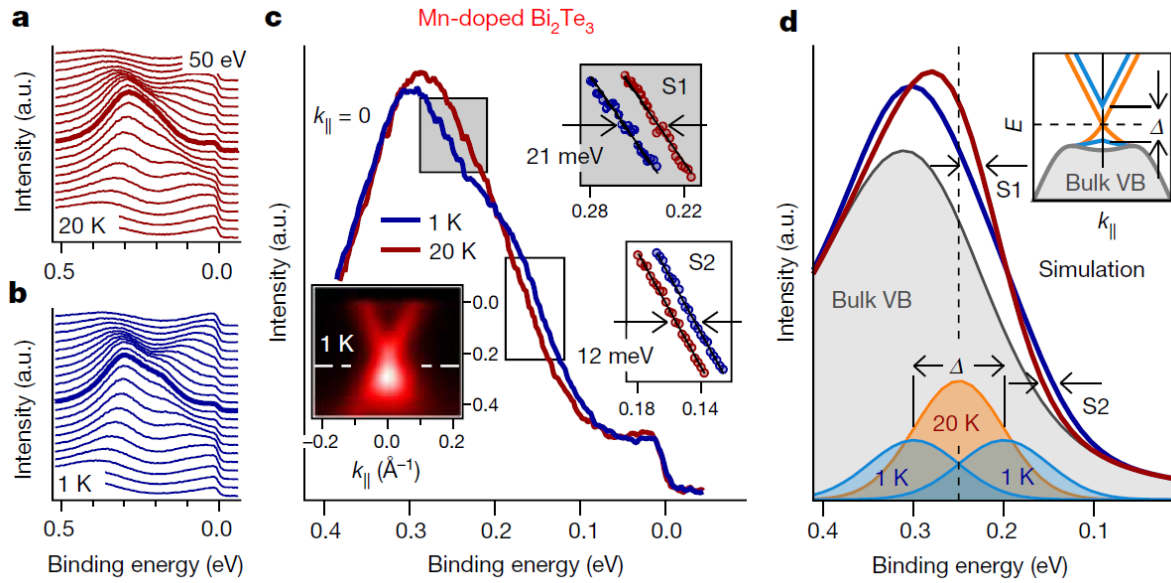 a
50 eV
Intensity (a.u.)
20 K
0.5
0.0
b
Intensity (a.u.)
1 K
0.5
0.0
Binding energy (eV)
c
Mn-doped Bi₂Te₃
Intensity (a.u.)
k∥ = 0
1 K
20 K
S1
21 meV
0.28
0.22
S2
12 meV
0.18
0.14
1 K
-0.0
-0.2
-0.4
−0.2
0.0
0.2
k∥ (Å⁻¹)
0.4
0.3
0.2
0.1
0.0
Binding energy (eV)
d
Intensity (a.u.)
E
Δ
Bulk VB
k∥
S1
Simulation
Bulk VB
Δ
20 K
S2
1 K
1 K
0.4
0.3
0.2
0.1
Binding energy (eV)